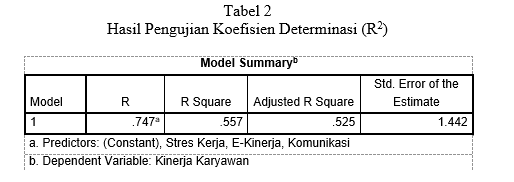 Tabel 2
Hasil Pengujian Koefisien Determinasi (R²)
Model Summaryᵇ
Model R R Square Adjusted R Square Std. Error of the Estimate
1 .747ᵃ .557 .525 1.442
a. Predictors: (Constant), Stres Kerja, E-Kinerja, Komunikasi
b. Dependent Variable: Kinerja Karyawan